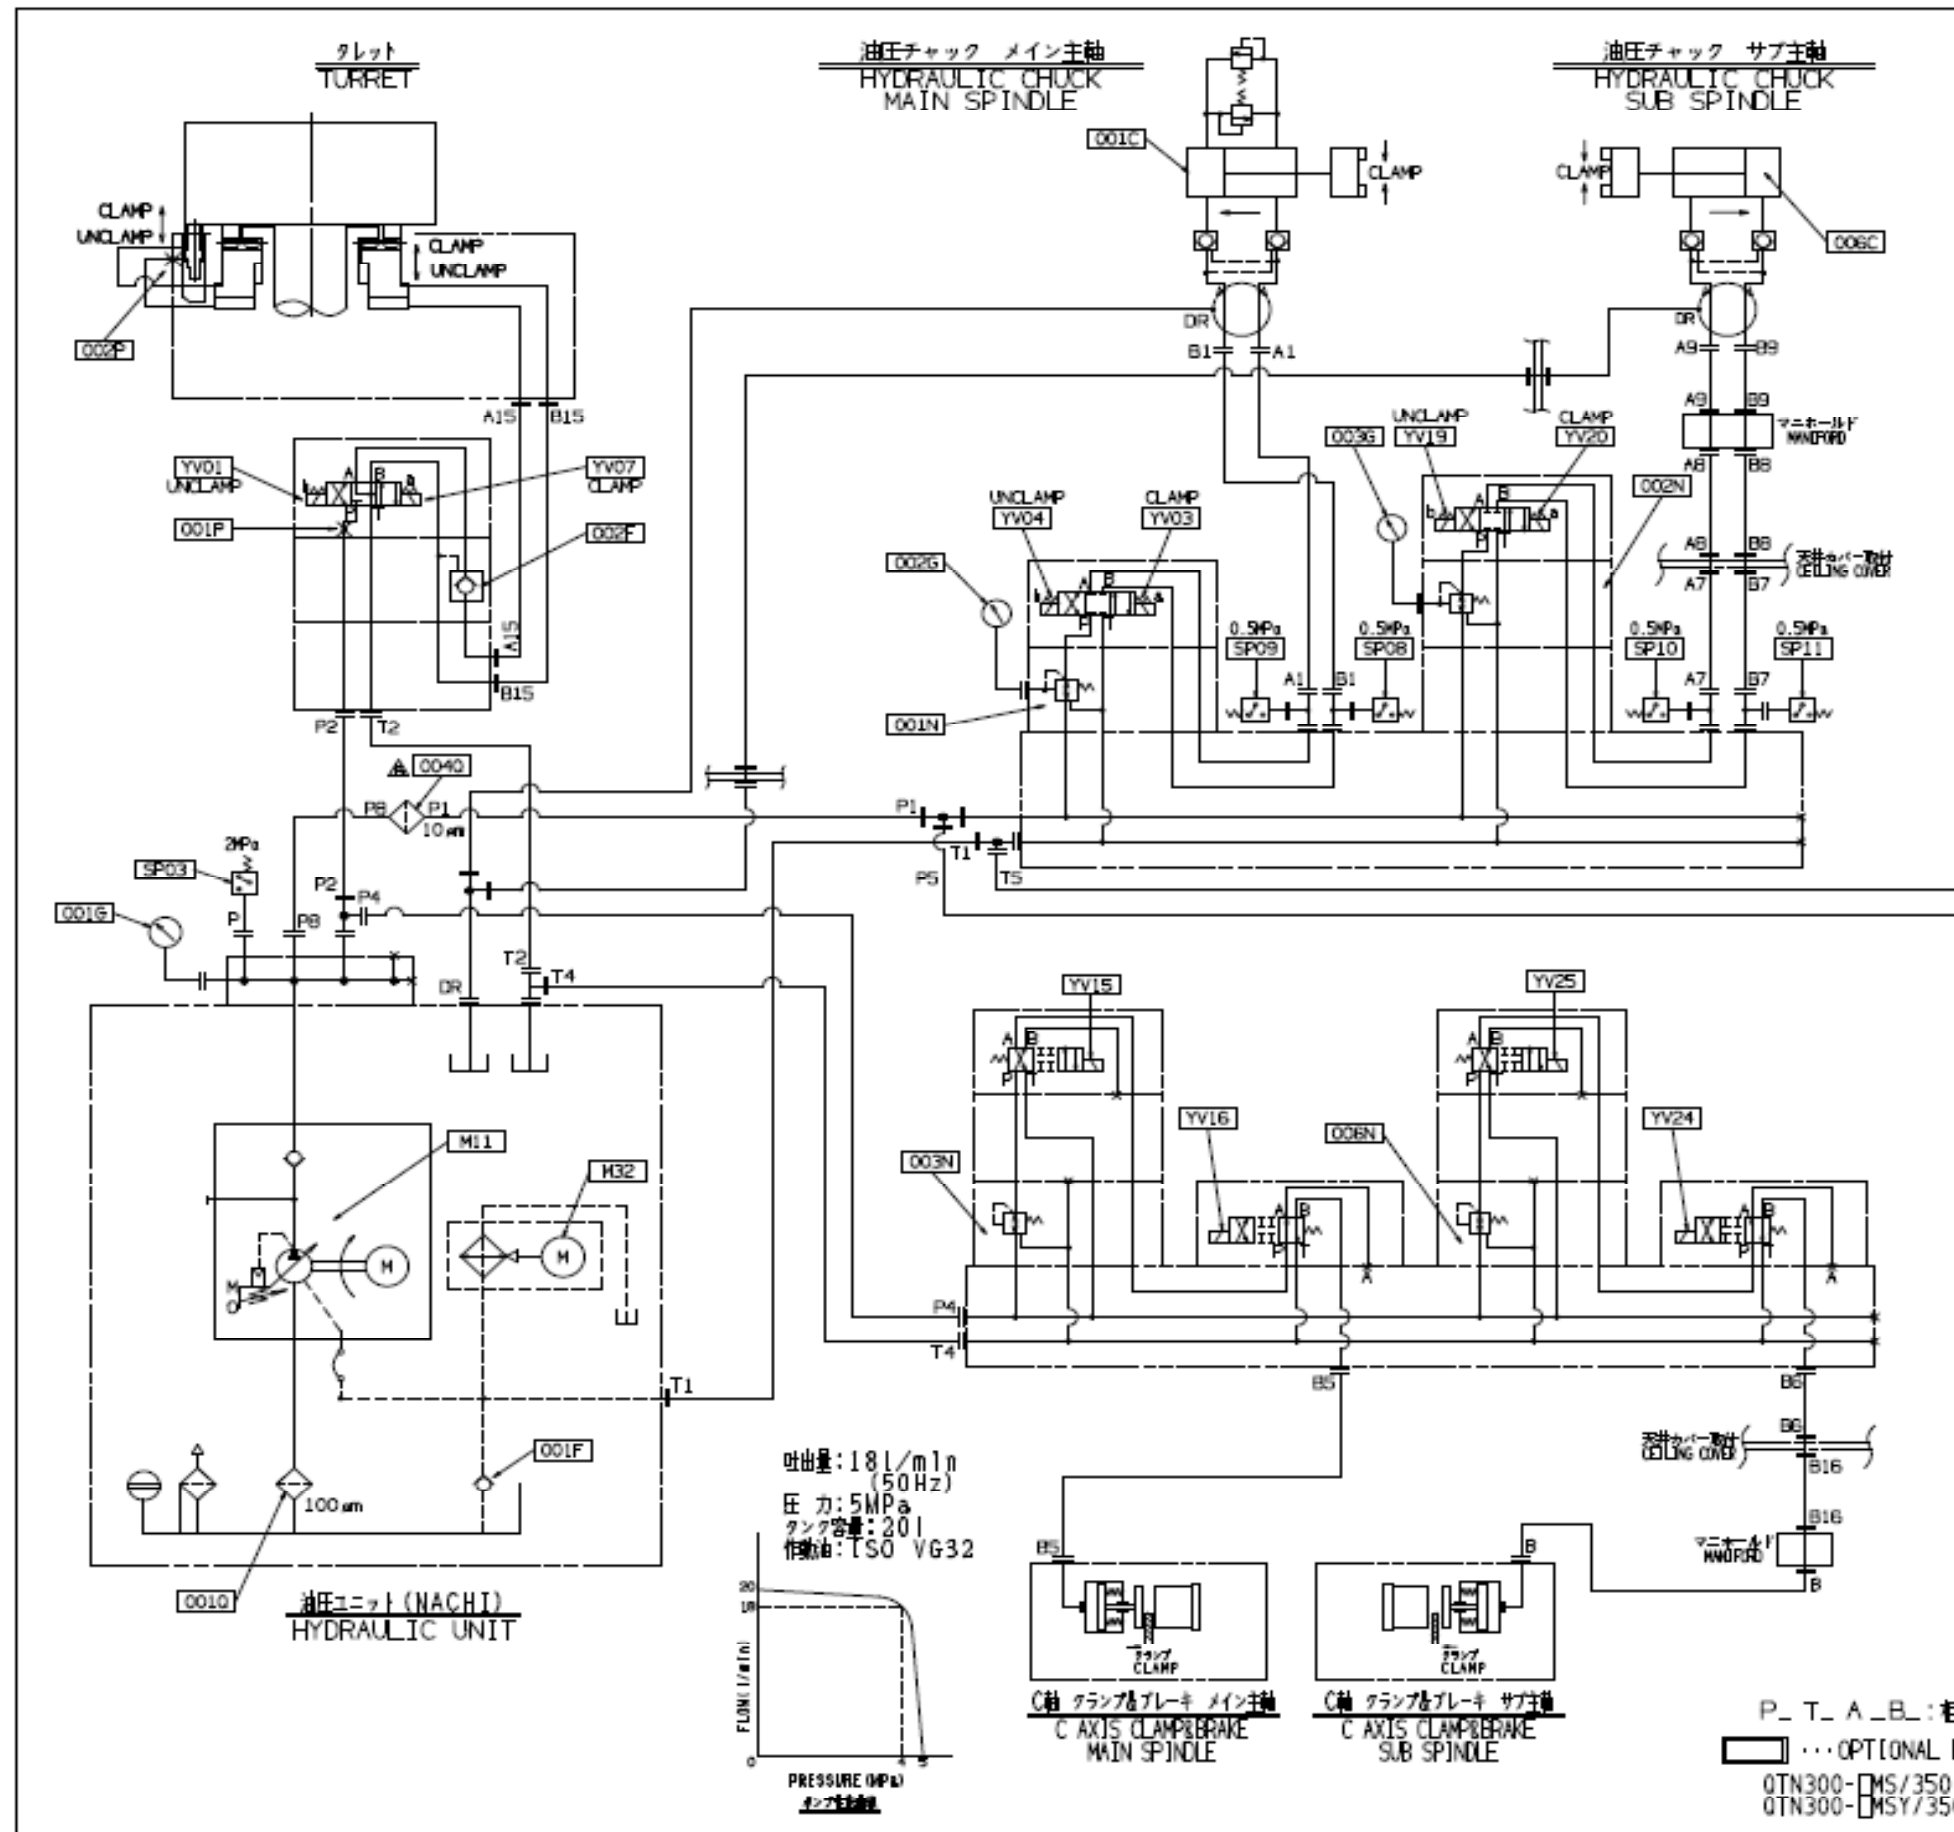 タレット
TURRET
油圧チャック メイン主軸
HYDRAULIC CHUCK
MAIN SPINDLE
油圧チャック サブ主軸
HYDRAULIC CHUCK
SUB SPINDLE
001C
CLAMP
CLAMP
006C
CLAMP
UNCLAMP
CLAMP
UNCLAMP
002P
DR
DR
B1
A1
A9
B9
A15
B15
A9
B9
マニホールド
MANIFORD
A8
B8
YV01
UNCLAMP
A
B
YV07
CLAMP
001P
P
T
002F
003G
UNCLAMP
YV19
CLAMP
YV20
002N
b
A
B
a
P
UNCLAMP
YV04
CLAMP
YV03
002G
A
B
P
A8
B8
天井カバー取付
CEILING COVER
A7
B7
A15
B15
0.5MPa
SP09
0.5MPa
SP08
0.5MPa
SP10
0.5MPa
SP11
A1
B1
A7
B7
001N
P2
T2
004Q
P8
P1
10μm
P1
T1
P5
T5
2MPa
SP03
P2
P4
001G
P
P8
T2
T4
DR
YV15
YV25
A
B
P
T
A
B
P
T
M11
M32
003N
YV16
006N
YV24
A
B
P
T
A
B
P
T
A
A
M
M
M
O
P4
T4
T1
B5
B6
001F
100μm
001Q
油圧ユニット(NACHI)
HYDRAULIC UNIT
吐出量:18l/min
(50Hz)
圧 力:5MPa
タンク容量:20l
作動油:ISO VG32
20
18
FLOW(l/min)
0
4
5
PRESSURE (MPa)
B6
天井カバー取付
CEILING COVER
B16
B16
マニホールド
MANIFORD
B
B5
B
クランプ
CLAMP
クランプ
CLAMP
C軸 クランプ&ブレーキ メイン主軸
C AXIS CLAMP&BRAKE
MAIN SPINDLE
C軸 クランプ&ブレーキ サブ主軸
C AXIS CLAMP&BRAKE
SUB SPINDLE
P_ T_ A_B_:
···OPTIONAL
QTN300-□MS/350
QTN300-□MSY/35